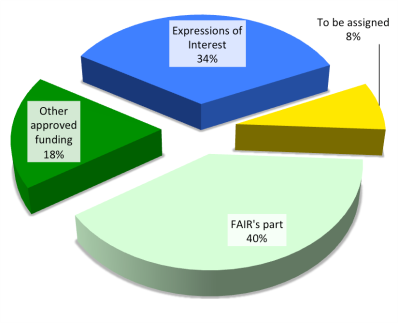 Expressions of
Interest
34%
To be assigned
8%
Other
approved
funding
18%
FAIR's part
40%